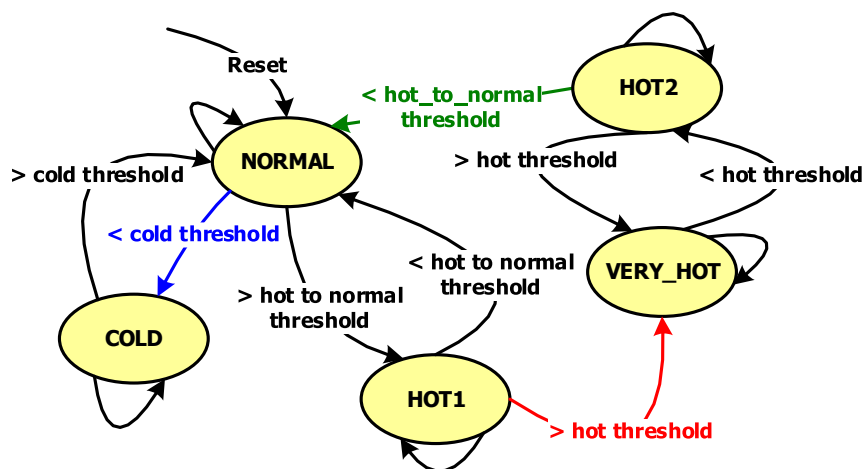 Reset
< hot_to_normal
threshold
HOT2
NORMAL
> hot threshold
> cold threshold
< hot threshold
< cold threshold
< hot to normal
threshold
VERY_HOT
> hot to normal
threshold
COLD
HOT1
> hot threshold